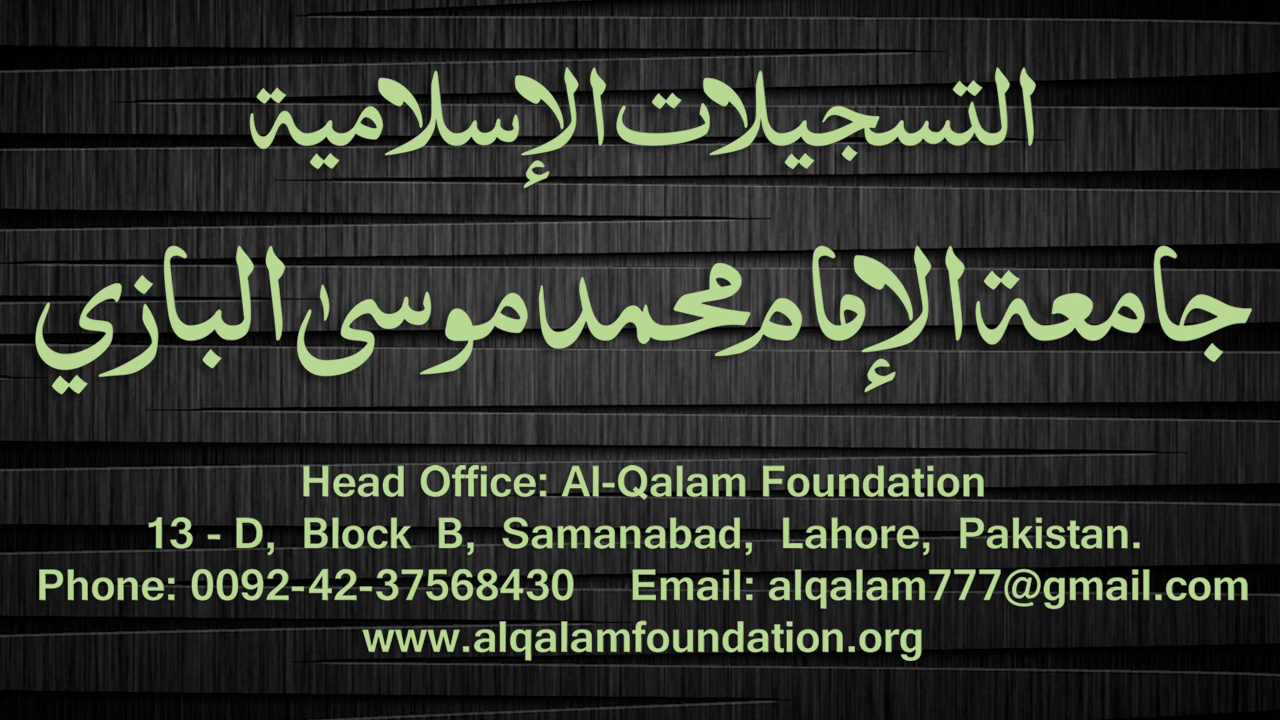 التسجيلات الإسلامية
جامعة الإمام محمد موسىٰ البازي
Head Office: Al-Qalam Foundation
13 - D, Block B, Samanabad, Lahore, Pakistan.
Phone: 0092-42-37568430 Email: alqalam777@gmail.com
www.alqalamfoundation.org